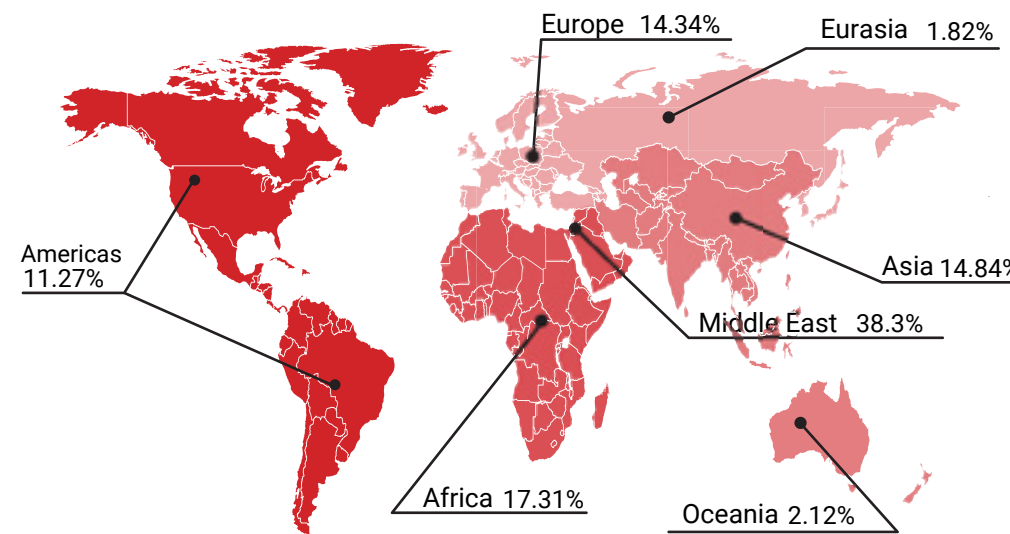 Europe 14.34%
Eurasia 1.82%
Americas
11.27%
Asia 14.84%
Middle East 38.3%
Africa 17.31%
Oceania 2.12%